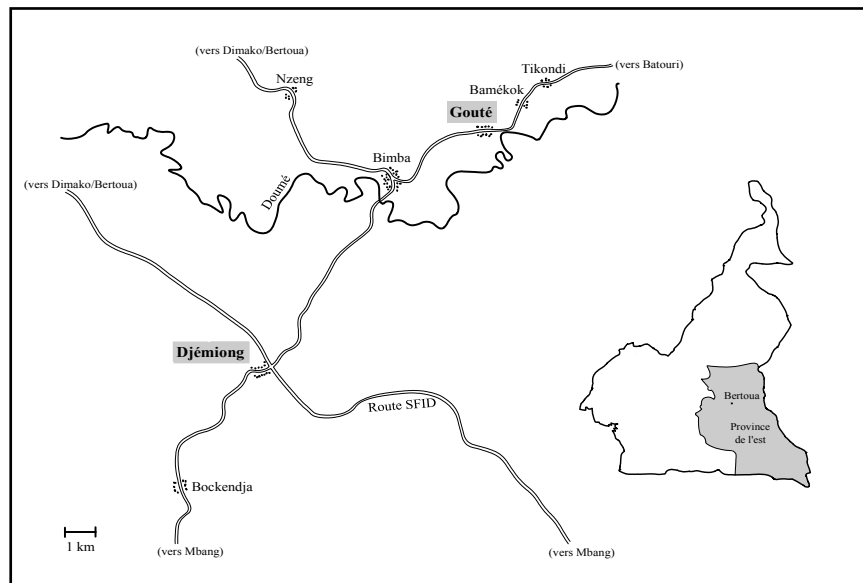 (vers Dimako/Bertoua)
Tikondi
(vers Batouri)
Nzeng
Bamékok
Gouté
Bimba
(vers Dimako/Bertoua)
Doumé
Djémiong
Bertoua
Route SFID
Province
de l'est
Bockendja
1 km
(vers Mbang)
(vers Mbang)